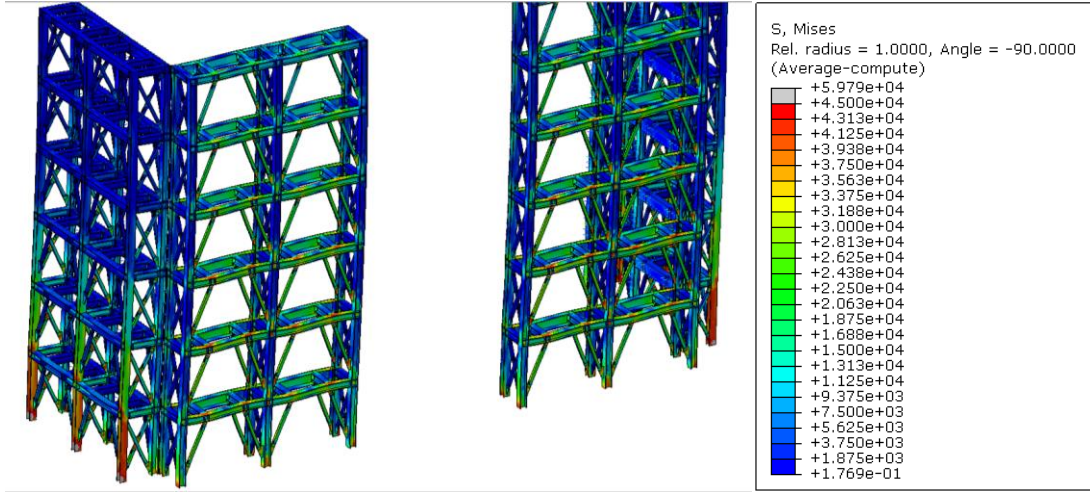 S, Mises
Rel. radius = 1.0000, Angle = -90.0000
(Average-compute)
+5.979e+04
+4.500e+04
+4.313e+04
+4.125e+04
+3.938e+04
+3.750e+04
+3.563e+04
+3.375e+04
+3.188e+04
+3.000e+04
+2.813e+04
+2.625e+04
+2.438e+04
+2.250e+04
+2.063e+04
+1.875e+04
+1.688e+04
+1.500e+04
+1.313e+04
+1.125e+04
+9.375e+03
+7.500e+03
+5.625e+03
+3.750e+03
+1.875e+03
+1.769e-01